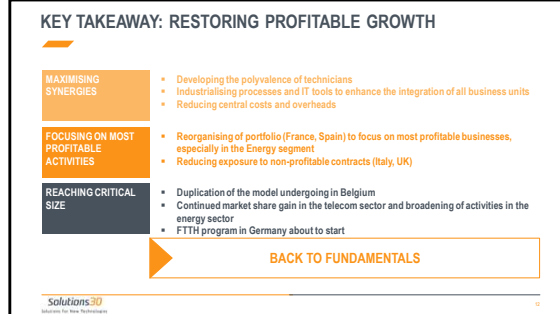 KEY TAKEAWAY: RESTORING PROFITABLE GROWTH
MAXIMISING
SYNERGIES
▪ Developing the polyvalence of technicians
▪ Industrialising processes and IT tools to enhance the integration of all business units
▪ Reducing central costs and overheads
FOCUSING ON MOST
PROFITABLE
ACTIVITIES
▪ Reorganising of portfolio (France, Spain) to focus on most profitable businesses,
especially in the Energy segment
▪ Reducing exposure to non-profitable contracts (Italy, UK)
REACHING CRITICAL
SIZE
▪ Duplication of the model undergoing in Belgium
▪ Continued market share gain in the telecom sector and broadening of activities in the
energy sector
▪ FTTH program in Germany about to start
BACK TO FUNDAMENTALS
Solutions30
Solutions for New Technologies